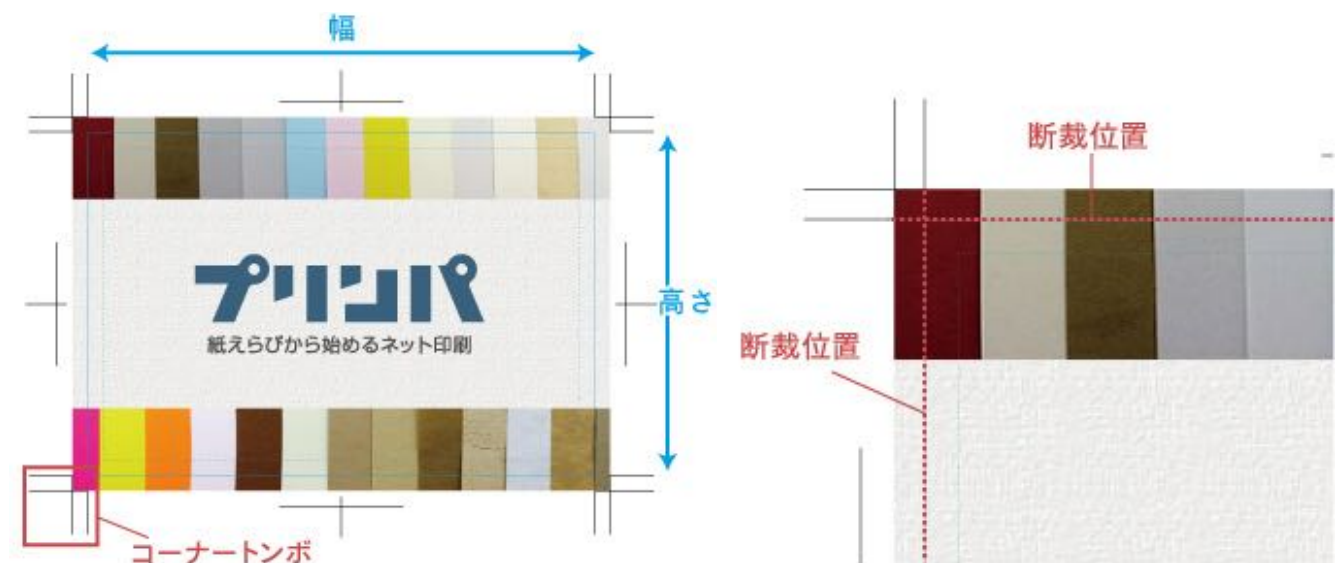 幅
高さ
プリンパ
紙えらびから始めるネット印刷
コーナートンボ
断裁位置
断裁位置